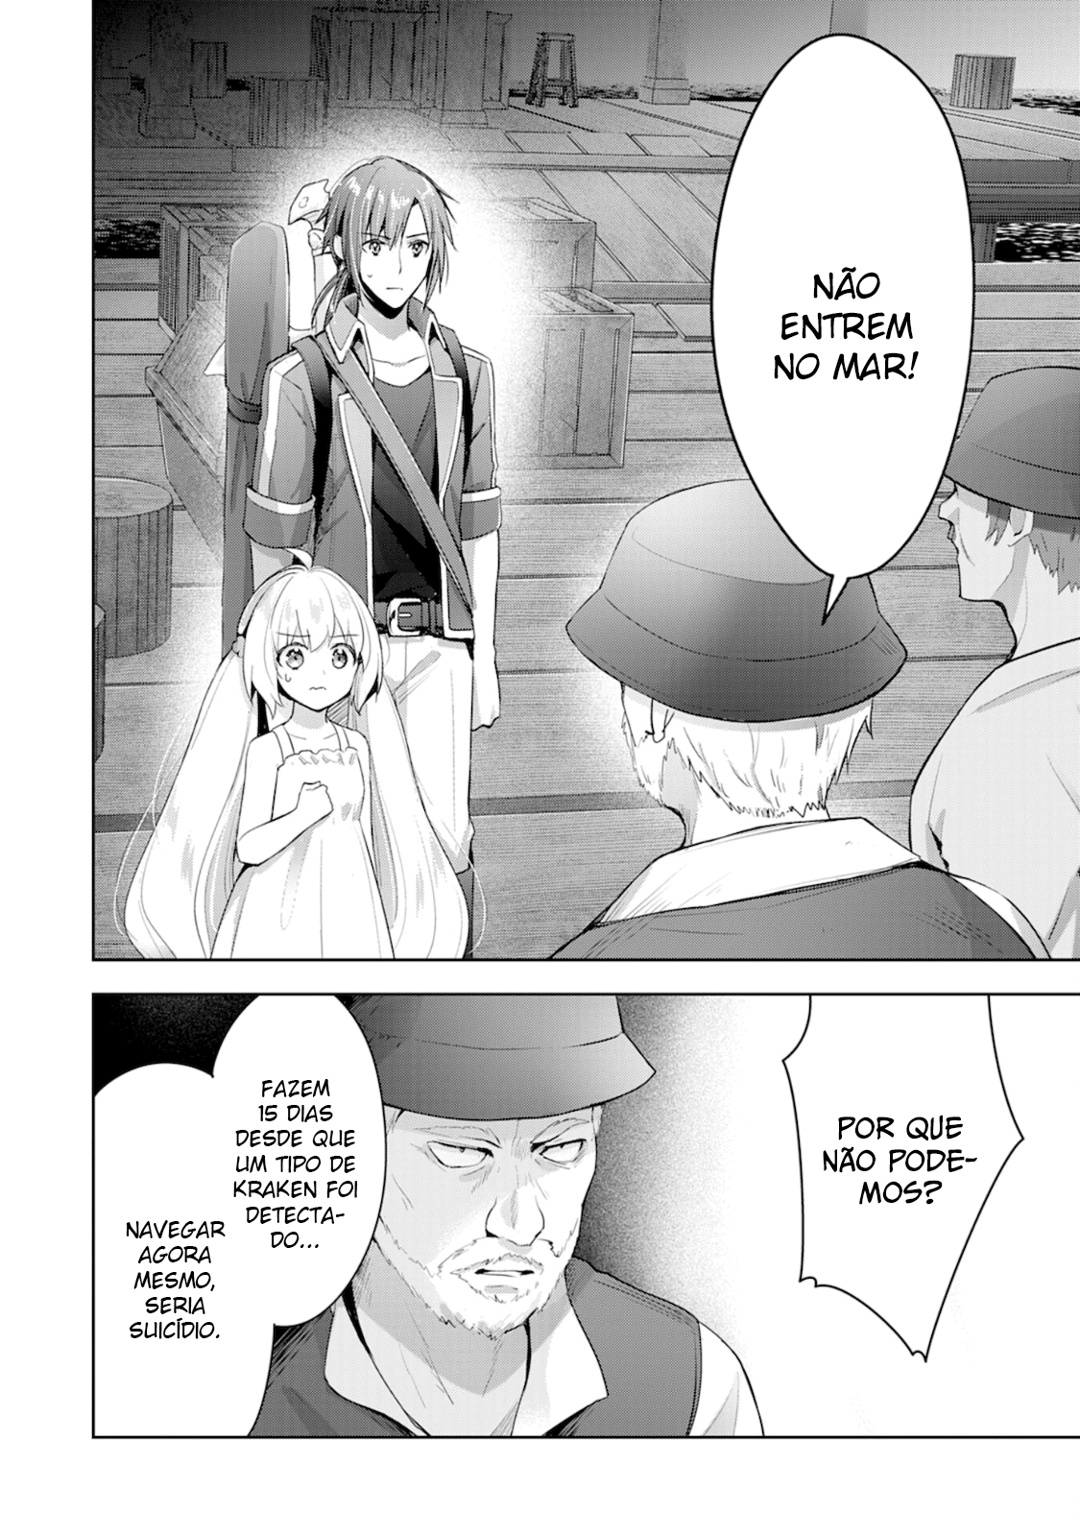 NÃO
ENTREM
NO MAR!
POR QUE
NÃO PODE-
MOS?
FAZEM
15 DIAS
DESDE QUE
UM TIPO DE
KRAKEN FOI
DETECTA-
DO...
NAVEGAR
AGORA
MESMO,
SERIA
SUICÍDIO.